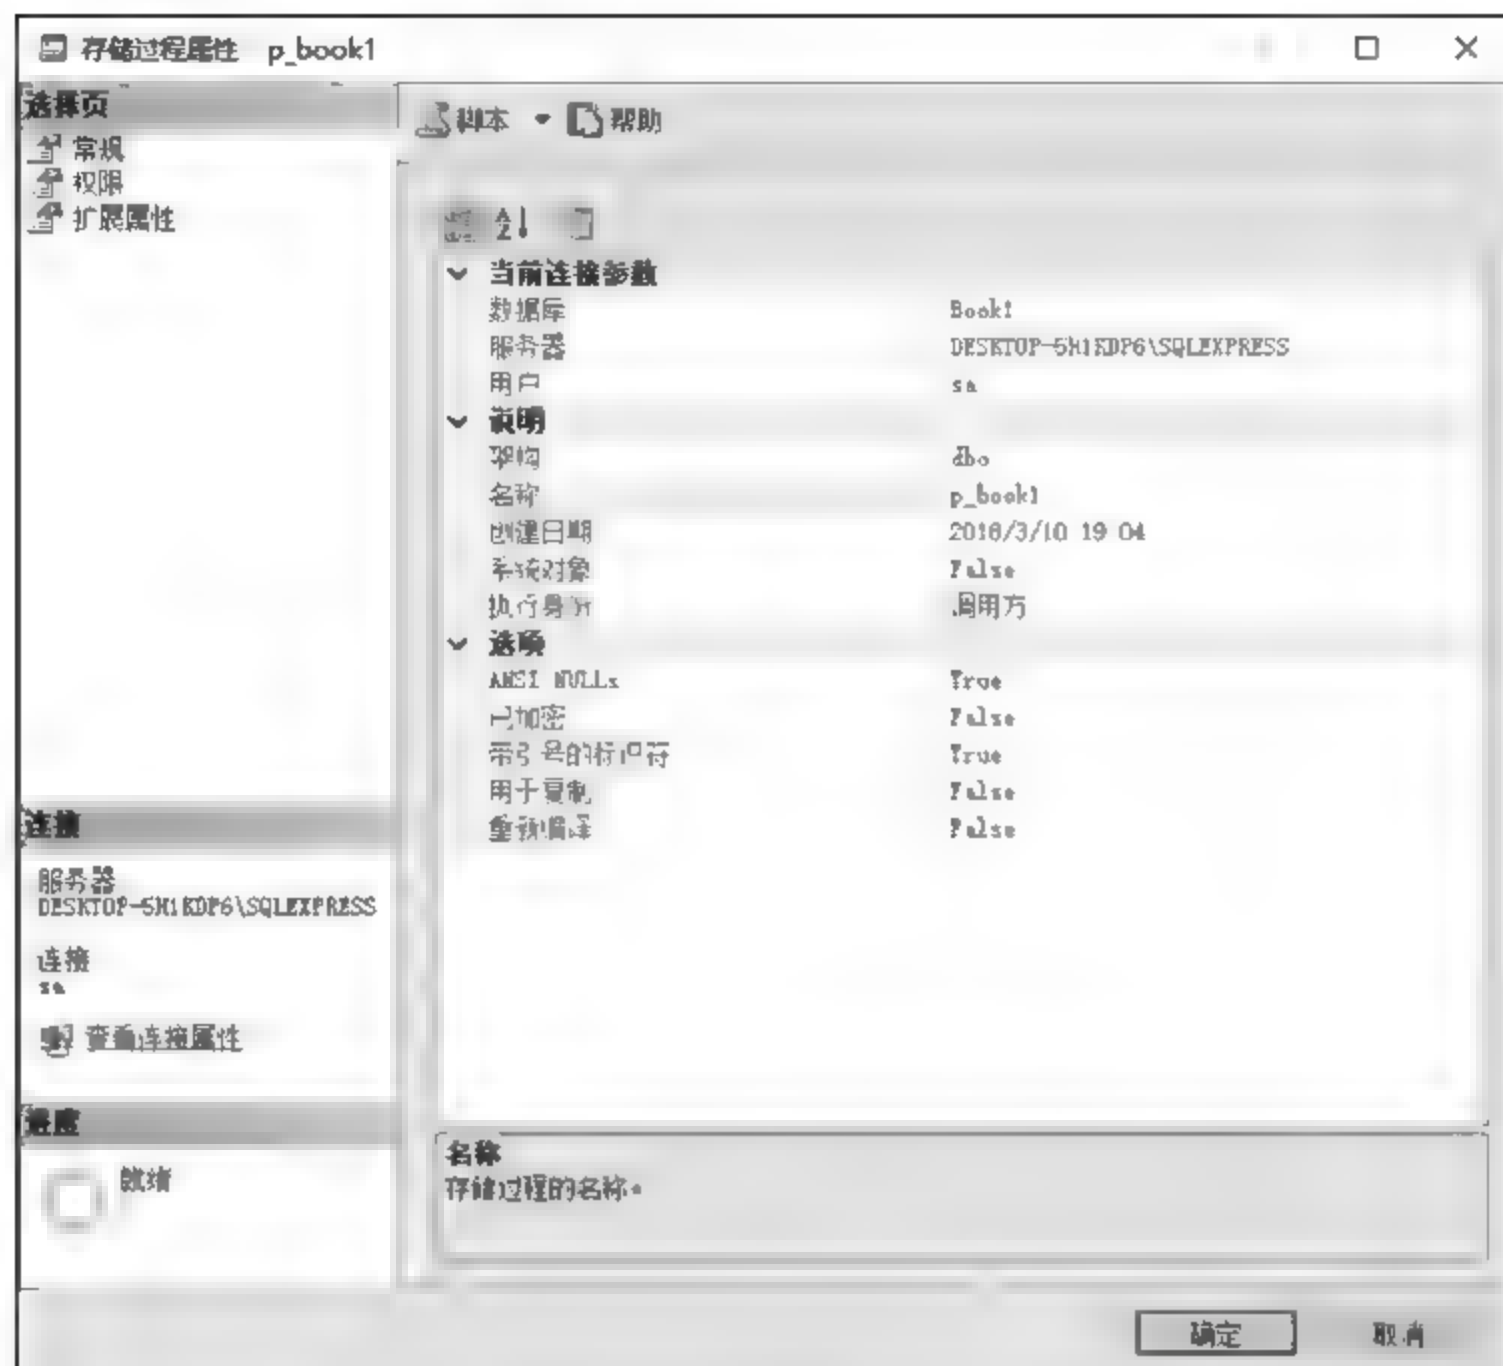 存储过程属性 p_book1
选择页
常规
权限
扩展属性
脚本 帮助
当前连接参数
数据库 Book1
服务器 DESKTOP-5M1KDP6\SQLEXPRESS
用户 sa
说明
架构 dbo
名称 p_book1
创建日期 2016/3/10 19 04
系统对象 False
执行身份 调用方
选项
ANSI NULLs True
已加密 False
带引号的标识符 True
用于复制 False
重新编译 False
连接
服务器
DESKTOP-5M1KDP6\SQLEXPRESS
连接
sa
查看连接属性
进度
就绪
名称
存储过程的名称。
确定 取消